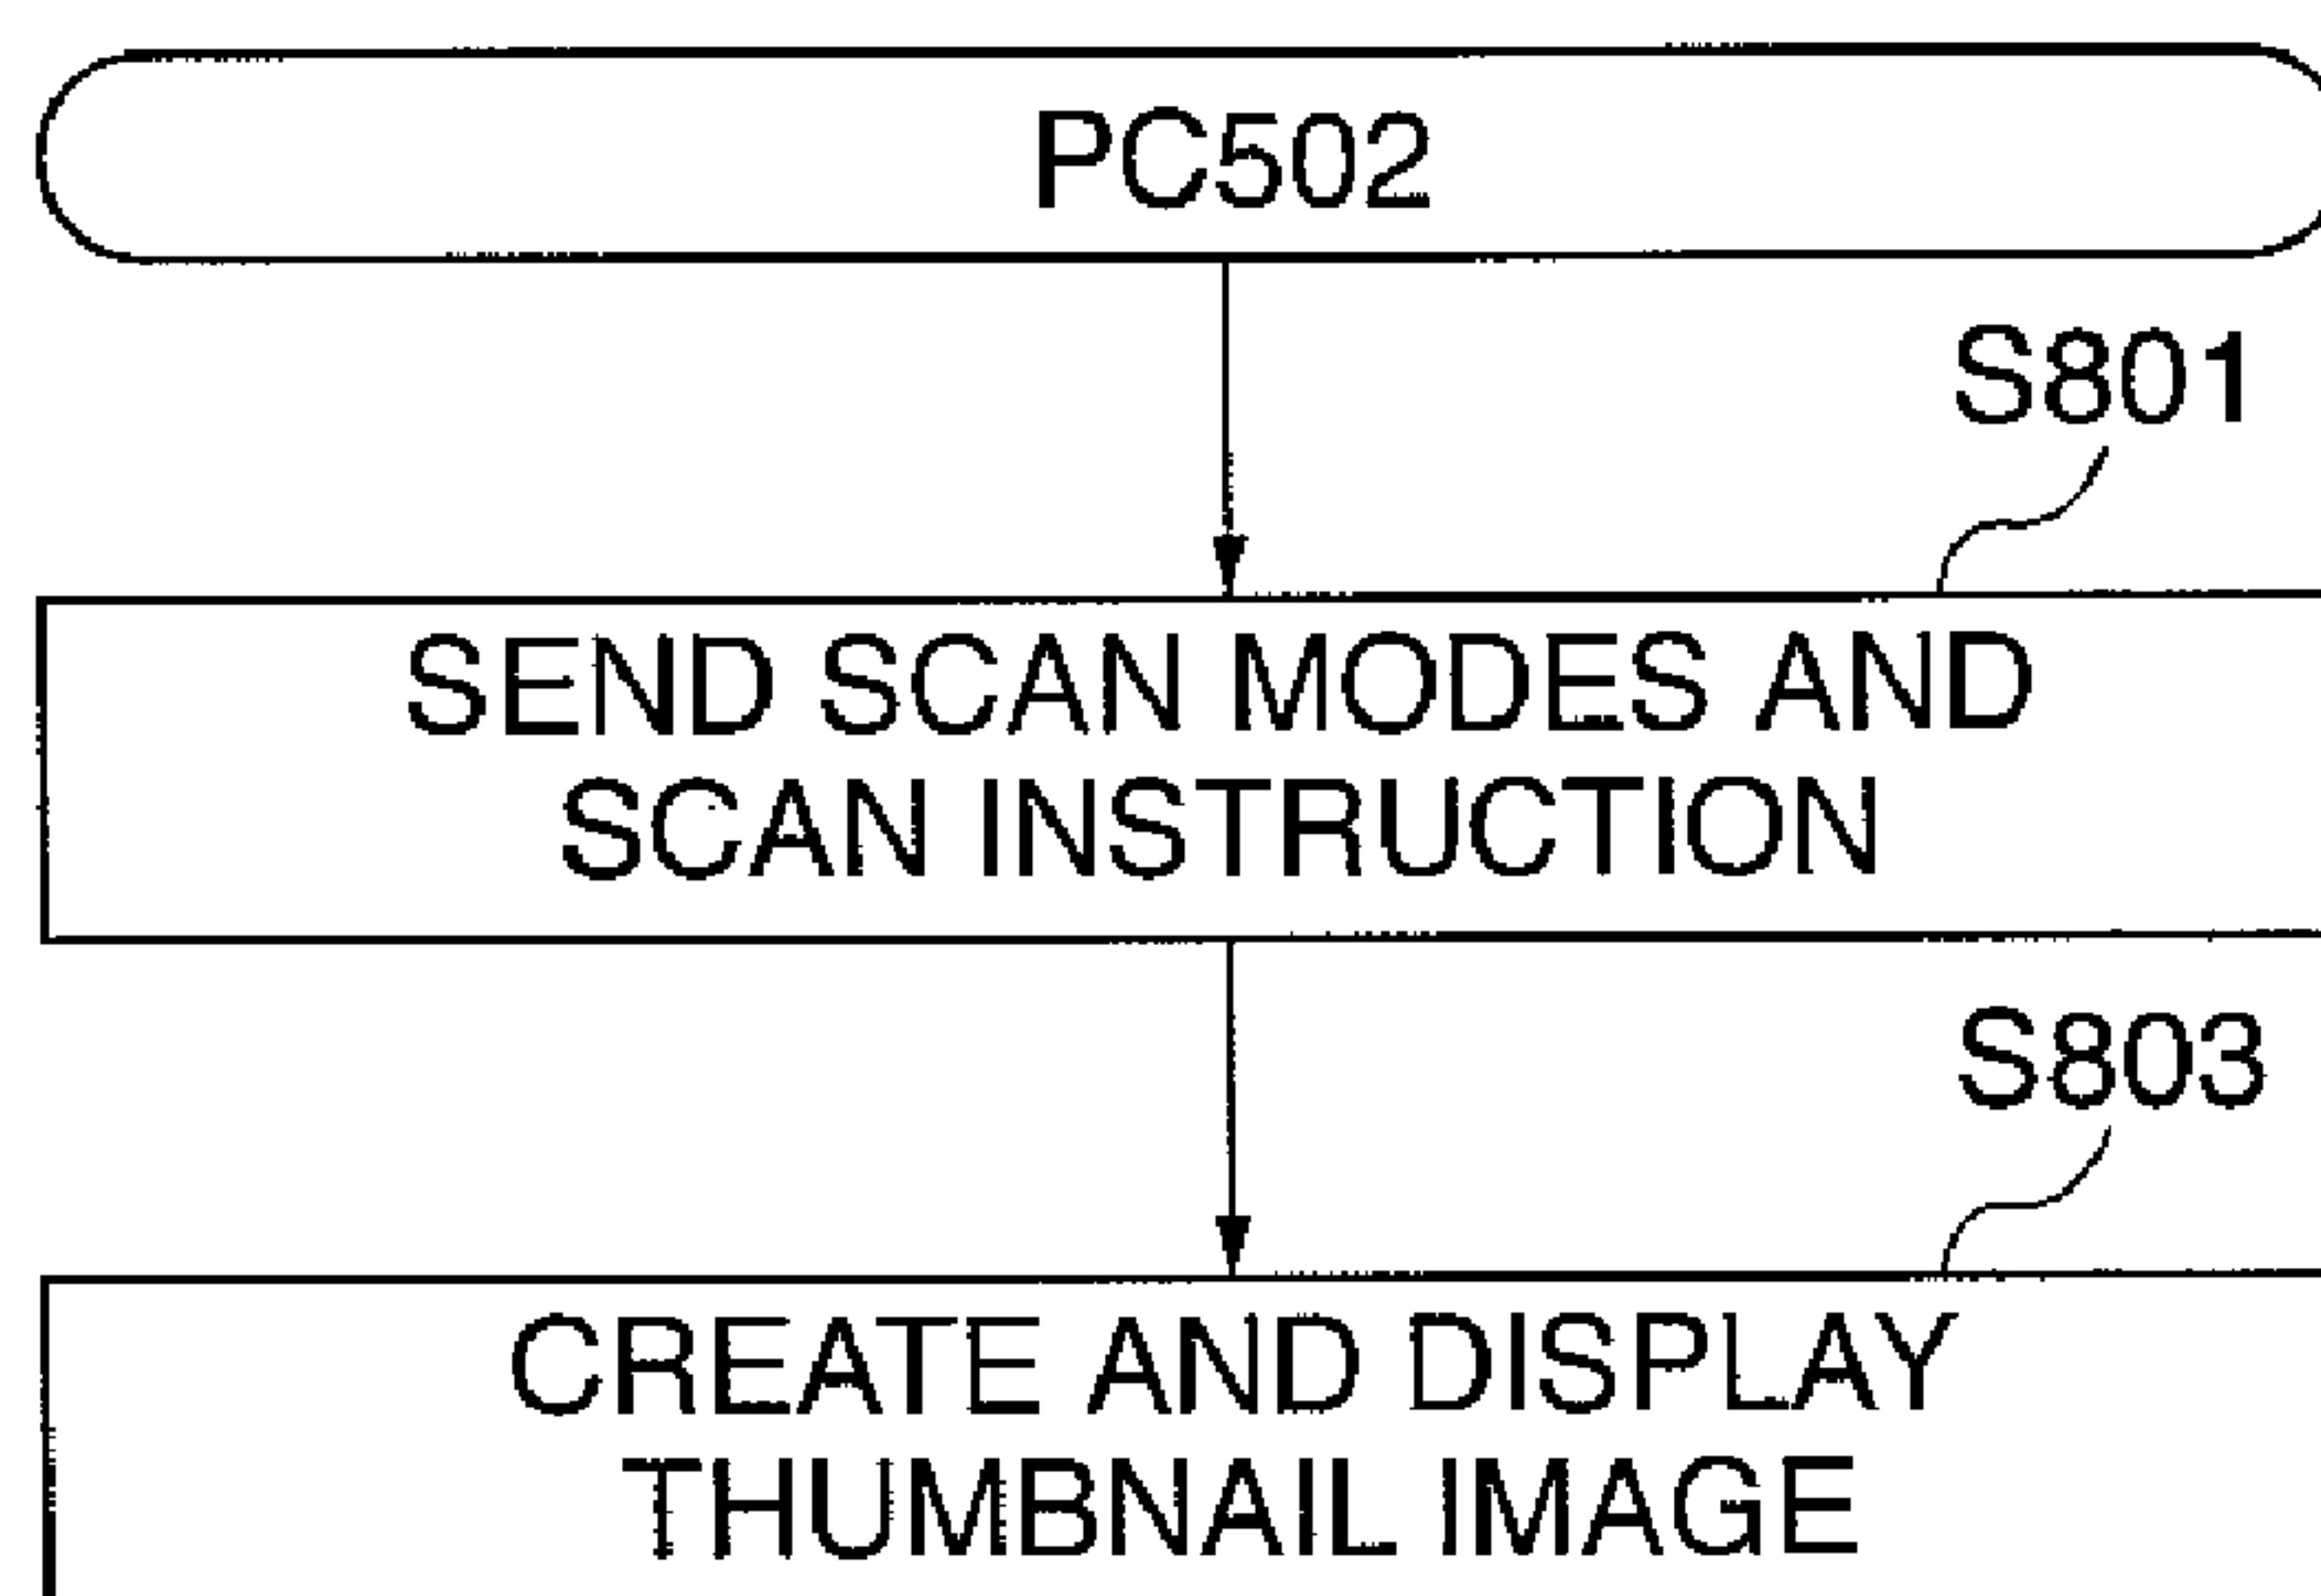 PC502
S801
SEND SCAN MODES AND
SCAN INSTRUCTION
S803
CREATE AND DISPLAY
THUMBNAIL IMAGE